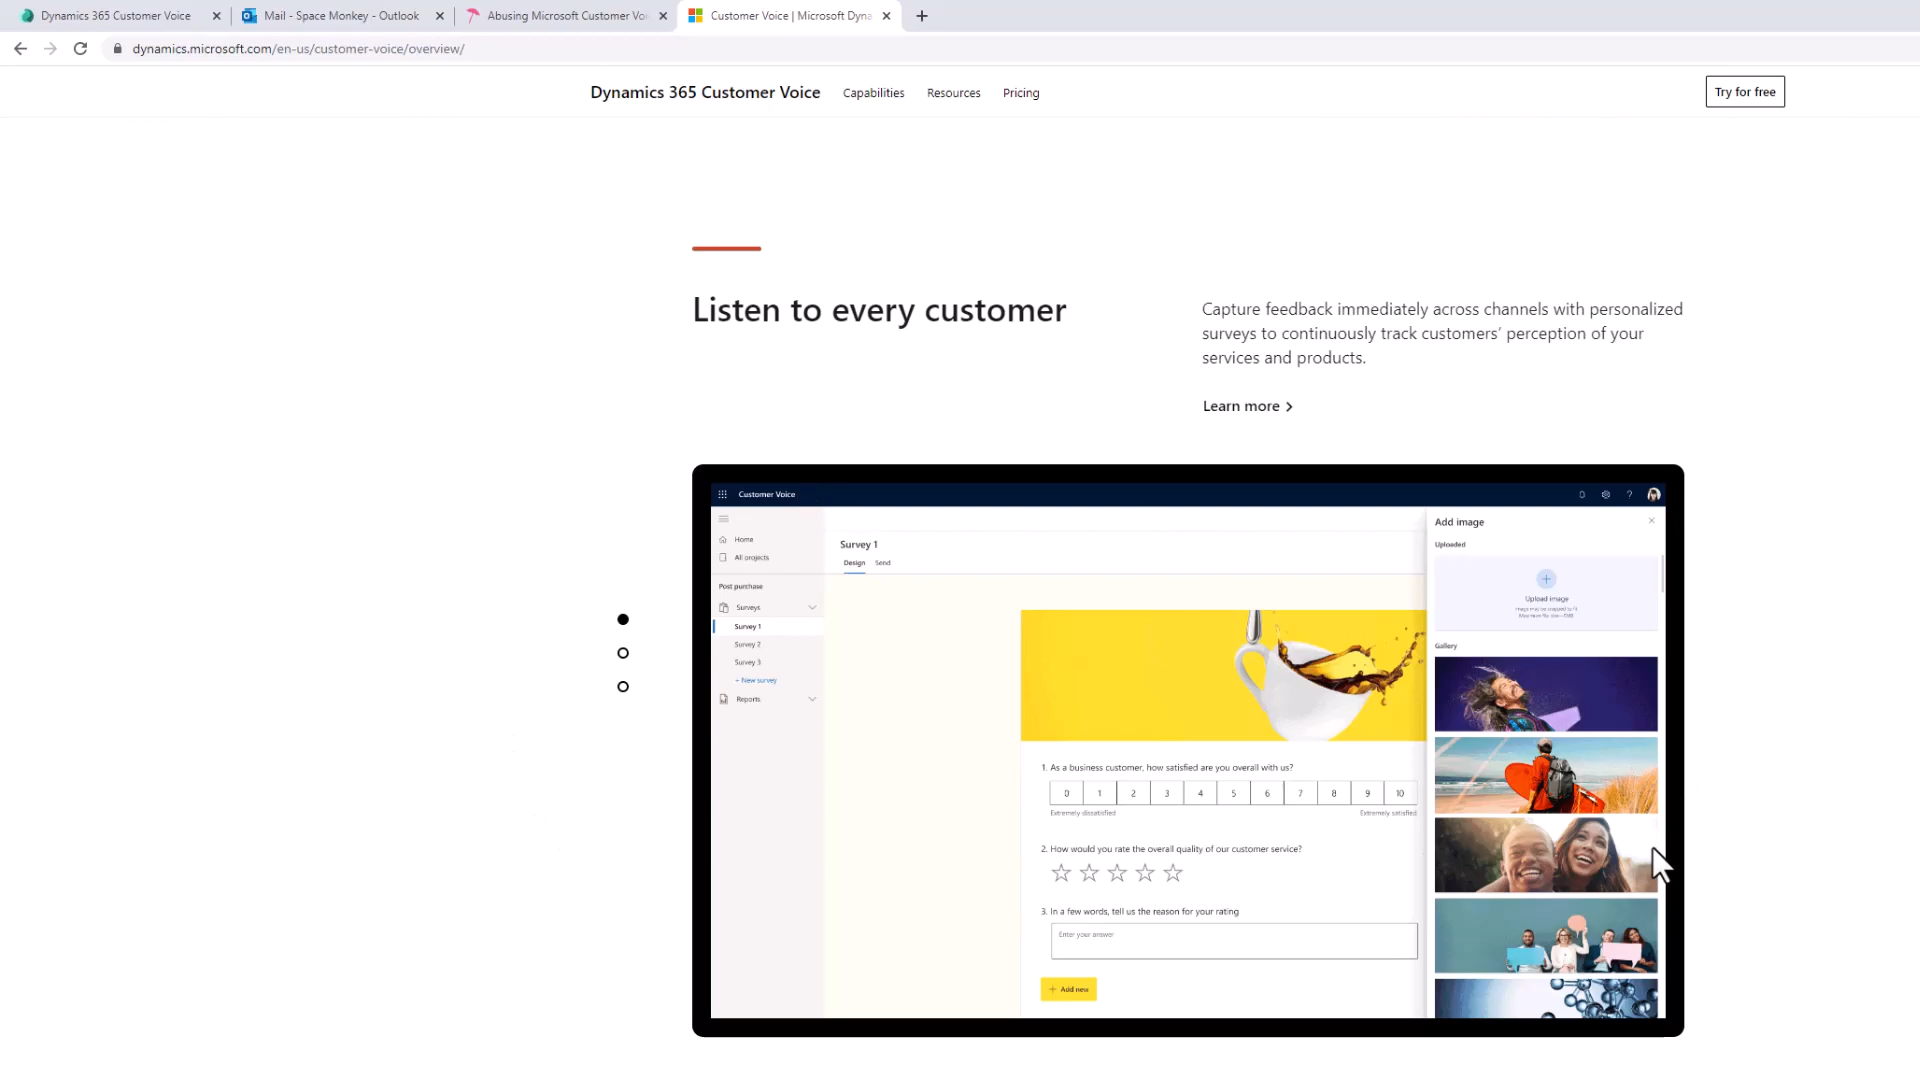 Dynamics 365 Customer Voice
Mail - Space Monkey - Outlook
Abusing Microsoft Customer Vo
Customer Voice | Microsoft Dyna
dynamics.microsoft.com/en-us/customer-voice/overview/
Dynamics 365 Customer Voice
Capabilities
Resources
Pricing
Try for free
Listen to every customer
Capture feedback immediately across channels with personalized
surveys to continuously track customers' perception of your
services and products.
Learn more >
Customer Voice
?
Home
All projects
Post purchase
Surveys
Survey 1
Survey 2
Survey 3
+ New survey
Reports
Survey 1
Design
Send
1. As a business customer, how satisfied are you overall with us?
0 1 2 3 4 5 6 7 8 9 10
Extremely dissatisfied
Extremely satisfied
2. How would you rate the overall quality of our customer service?
3. In a few words, tell us the reason for your rating
Enter your answer
+ Add new
Add image
Uploaded
Upload image
Gallery